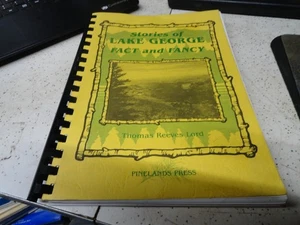 Stories of
LAKE GEORGE
FACT and FANCY
Thomas Reeves Lord
PINELANDS PRESS